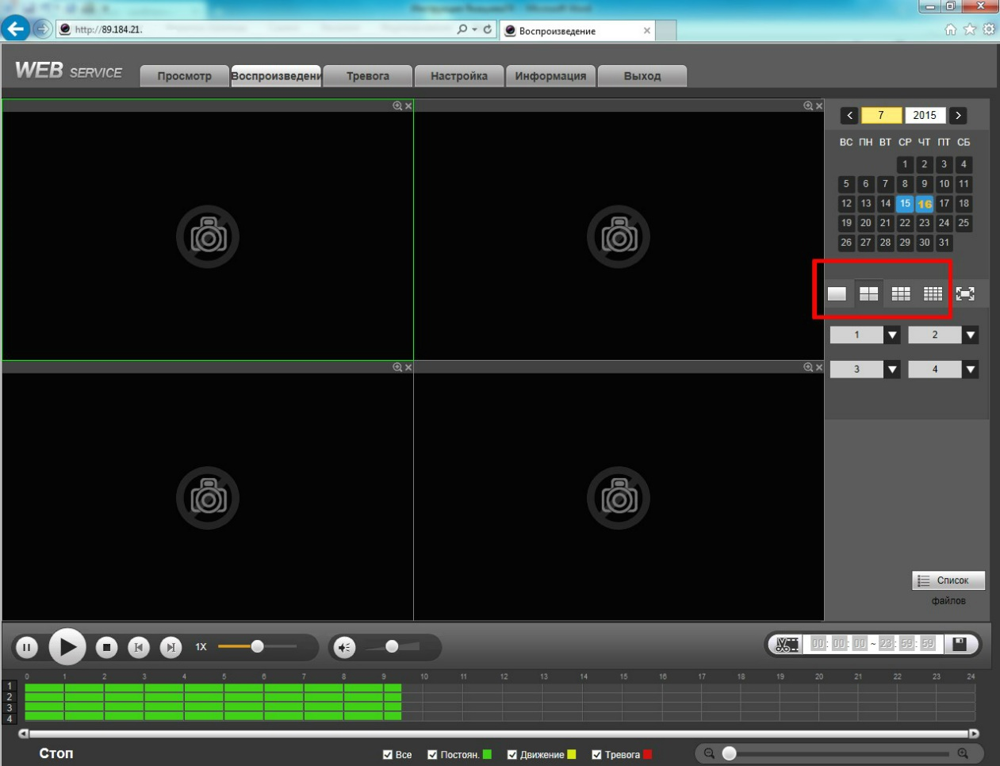 http://89.184.21.
Воспроизведение
WEB SERVICE
Просмотр
Воспроизведени
Тревога
Настройка
Информация
Выход
7 2015
ВС ПН ВТ СР ЧТ ПТ СБ
1 2 3 4
5 6 7 8 9 10 11
12 13 14 15 16 17 18
19 20 21 22 23 24 25
26 27 28 29 30 31
1 2
3 4
Список
файлов
1X
00: 00: 00 ~ 23: 59: 59
0 1 2 3 4 5 6 7 8 9 10 11 12 13 14 15 16 17 18 19 20 21 22 23 24
1
2
3
4
Стоп
Все
Постоян.
Движение
Тревога